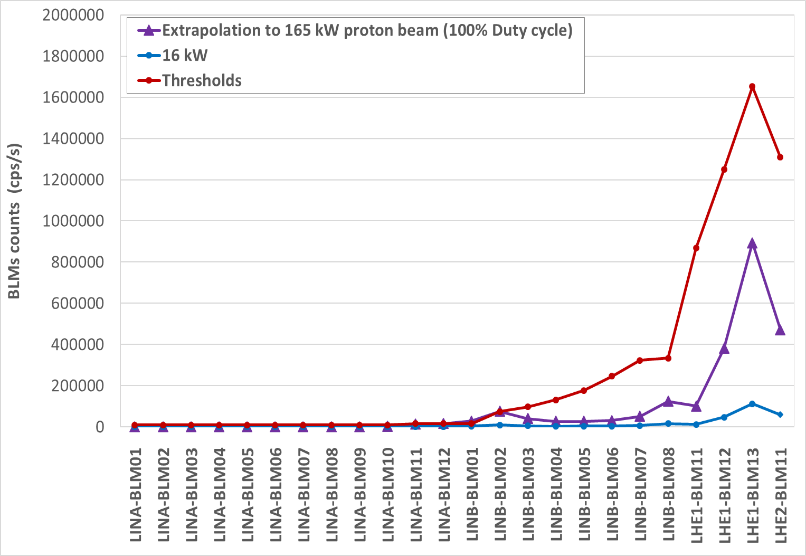 2000000
1800000
1600000
1400000
1200000
1000000
800000
600000
400000
200000
0
BLMs counts (cps/s)
Extrapolation to 165 kW proton beam (100% Duty cycle)
16 kW
Thresholds
LINA-BLM01
LINA-BLM02
LINA-BLM03
LINA-BLM04
LINA-BLM05
LINA-BLM06
LINA-BLM07
LINA-BLM08
LINA-BLM09
LINA-BLM10
LINA-BLM11
LINA-BLM12
LINB-BLM01
LINB-BLM02
LINB-BLM03
LINB-BLM04
LINB-BLM05
LINB-BLM06
LINB-BLM07
LINB-BLM08
LHE1-BLM11
LHE1-BLM12
LHE1-BLM13
LHE2-BLM11